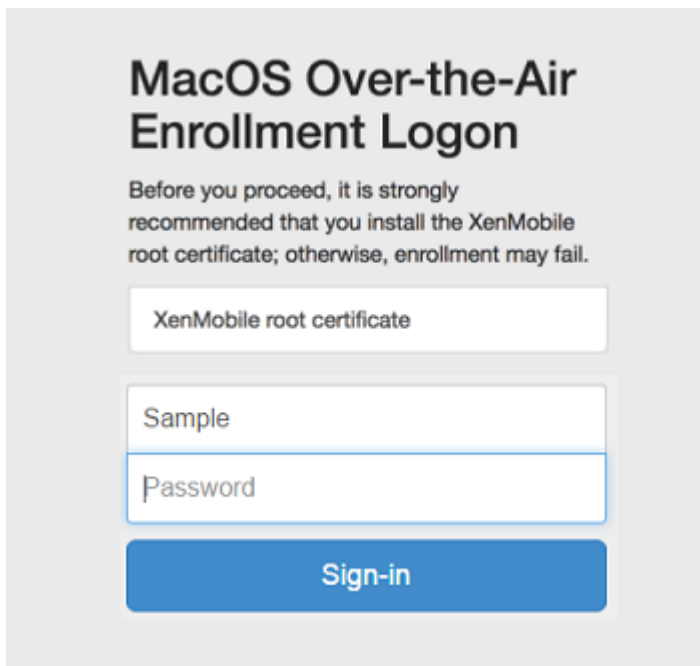 MacOS Over-the-Air
Enrollment Logon
Before you proceed, it is strongly
recommended that you install the XenMobile
root certificate; otherwise, enrollment may fail.
XenMobile root certificate
Sample
Password
Sign-in